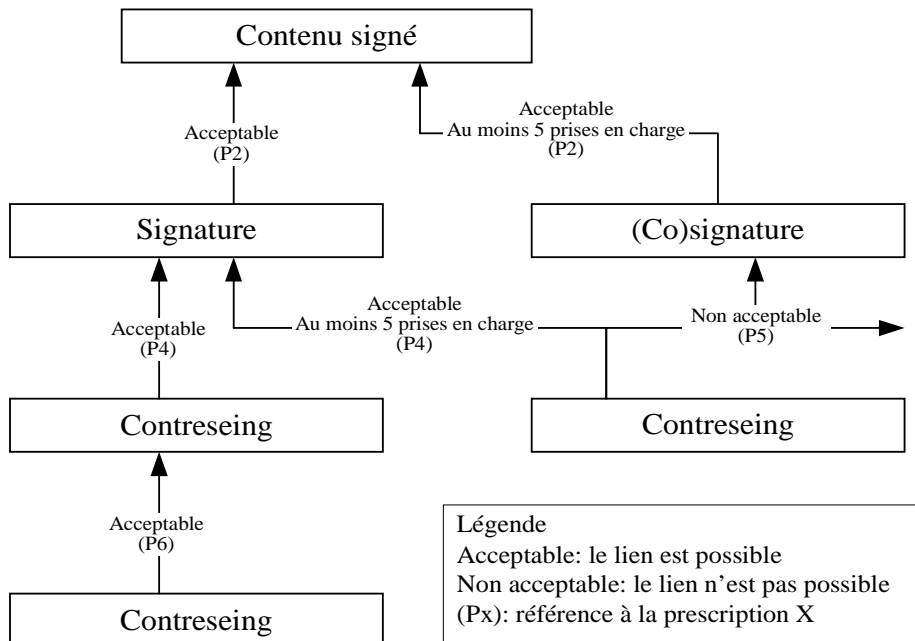 Contenu signé
Acceptable
Au moins 5 prises en charge
(P2)
Acceptable
(P2)
Signature
(Co)signature
Acceptable
Au moins 5 prises en charge
(P4)
Non acceptable
(P5)
Acceptable
(P4)
Contreseing
Contreseing
Acceptable
(P6)
Légende
Acceptable: le lien est possible
Non acceptable: le lien n'est pas possible
(Px): référence à la prescription X
Contreseing